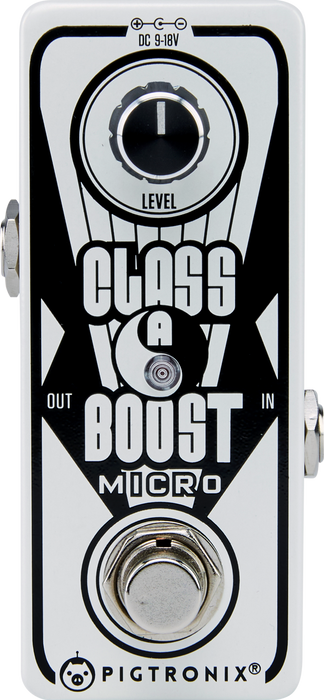 DC 9-18V
LEVEL
CLASS
A
OUT
IN
BOOST
MICRO
PIGTRONIX®